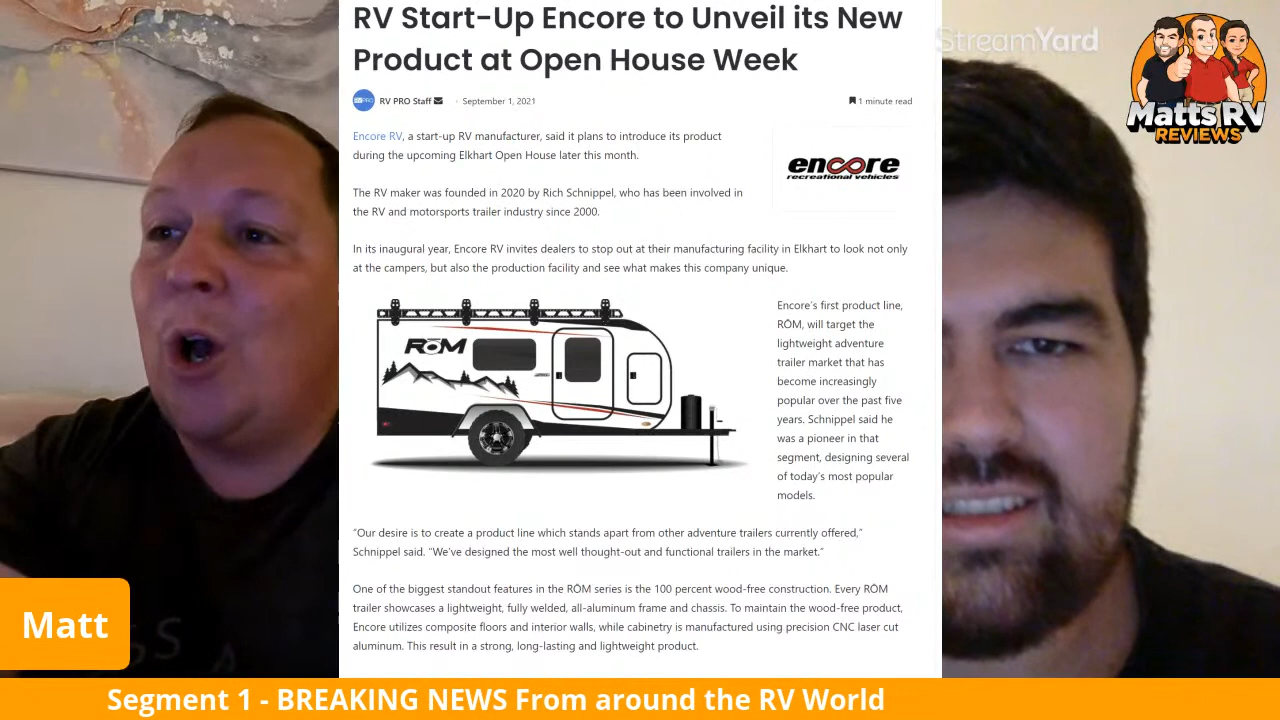 RV Start-Up Encore to Unveil its New
Product at Open House Week
RV PRO Staff
September 1, 2021
1 minute read
Encore RV, a start-up RV manufacturer, said it plans to introduce its product
during the upcoming Elkhart Open House later this month.
encore
recreational vehicles
The RV maker was founded in 2020 by Rich Schnippel, who has been involved in
the RV and motorsports trailer industry since 2000.
In its inaugural year, Encore RV invites dealers to stop out at their manufacturing facility in Elkhart to look not only
at the campers, but also the production facility and see what makes this company unique.
RŌM
Encore's first product line,
RŌM, will target the
lightweight adventure
trailer market that has
become increasingly
popular over the past five
years. Schnippel said he
was a pioneer in that
segment, designing several
of today's most popular
models.
"Our desire is to create a product line which stands apart from other adventure trailers currently offered,"
Schnippel said. "We've designed the most well thought-out and functional trailers in the market."
One of the biggest standout features in the RŌM series is the 100 percent wood-free construction. Every RŌM
trailer showcases a lightweight, fully welded, all-aluminum frame and chassis. To maintain the wood-free product,
Encore utilizes composite floors and interior walls, while cabinetry is manufactured using precision CNC laser cut
aluminum. This result in a strong, long-lasting and lightweight product.
StreamYard
Matts RV
REVIEWS
Matt
Segment 1 - BREAKING NEWS From around the RV World